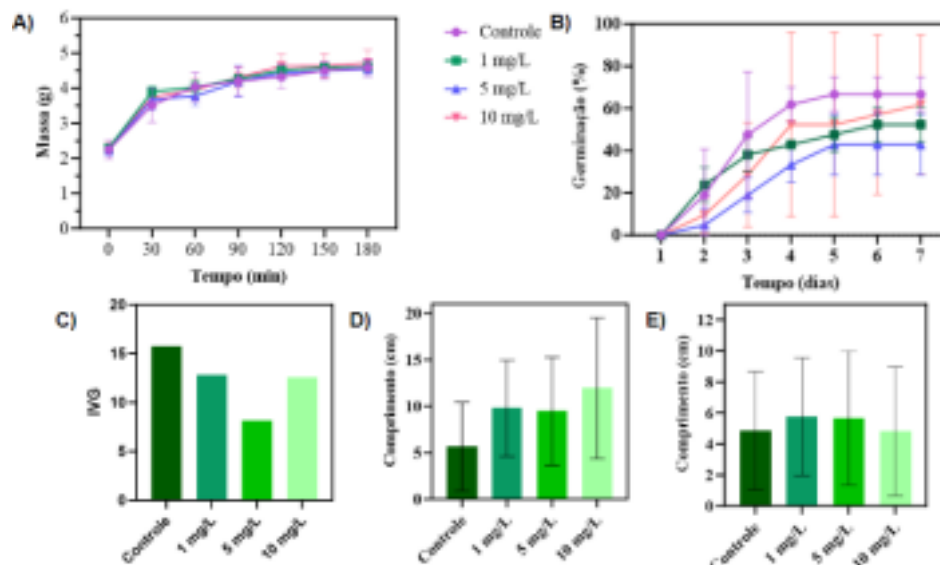 A)
Massa (g)
6
5
4
3
2
1
0
0 30 60 90 120 150 180
Tempo (min)
Controle
1 mg/L
5 mg/L
10 mg/L
B)
Germinação (%)
100
80
60
40
20
0
1 2 3 4 5 6 7
Tempo (dias)
C)
IVG
20
15
10
5
0
Controle 1 mg/L 5 mg/L 10 mg/L
D)
Comprimento (cm)
20
15
10
5
0
Controle 1 mg/L 5 mg/L 10 mg/L
E)
Comprimento (cm)
12
10
8
6
4
2
0
Controle 1 mg/L 5 mg/L 10 mg/L